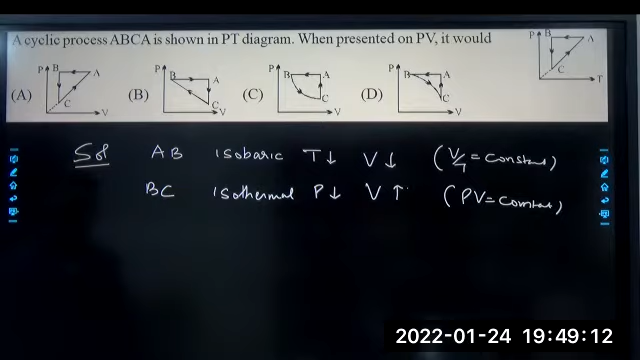 A cyclic process ABCA is shown in PT diagram. When presented on PV, it would
P B A C T
(A) P B A C V
(B) P B A C V
(C) P B A C V
(D) P B A C V
Sol AB isobaric T↓ V↓ (V/T = constant)
BC isothermal P↓ V↑ (PV = constant)
2022-01-24 19:49:12